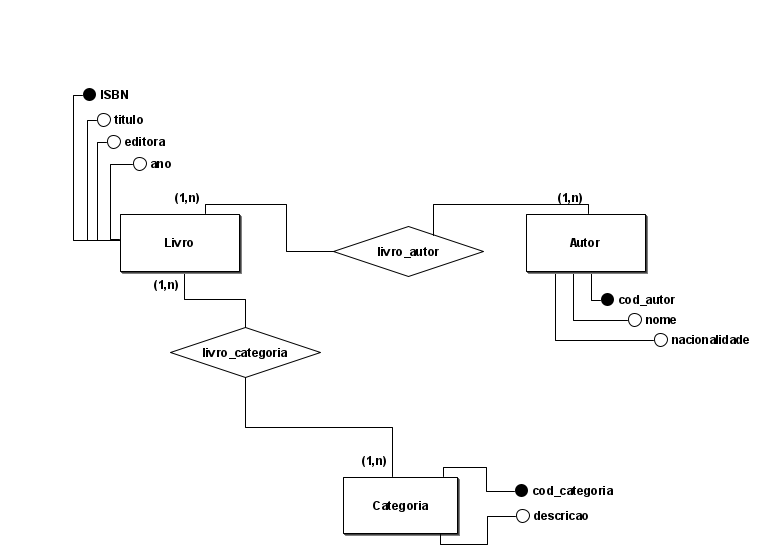 ISBN
titulo
editora
ano
(1,n)
(1,n)
Livro
livro_autor
Autor
(1,n)
cod_autor
nome
nacionalidade
livro_categoria
(1,n)
cod_categoria
Categoria
descricao